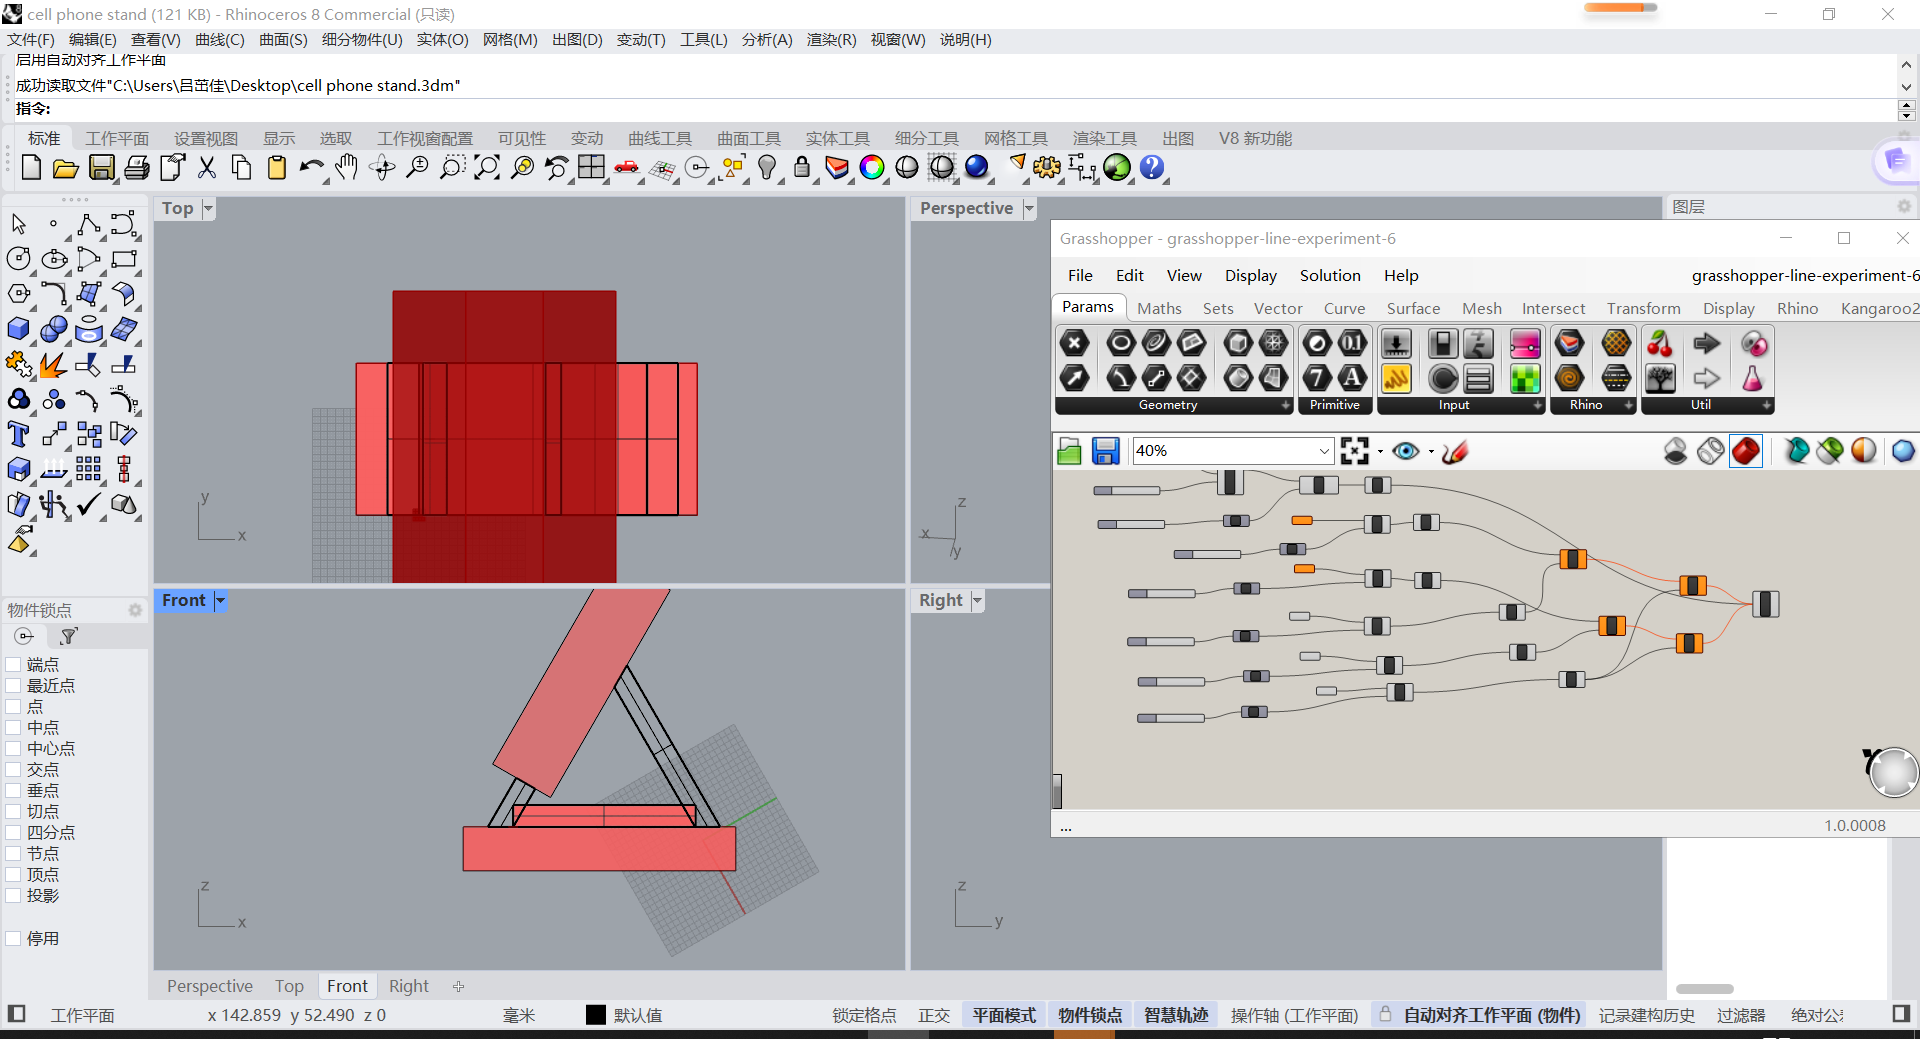 cell phone stand (121 KB) - Rhinoceros 8 Commercial (只读)
文件(F) 编辑(E) 查看(V) 曲线(C) 曲面(S) 细分物件(U) 实体(O) 网格(M) 出图(D) 变动(T) 工具(L) 分析(A) 渲染(R) 视窗(W) 说明(H)
启用自动对齐工作平面
成功读取文件"C:\Users\吕茁佳\Desktop\cell phone stand.3dm"
指令:
标准 工作平面 设置视图 显示 选取 工作视窗配置 可见性 变动 曲线工具 曲面工具 实体工具 细分工具 网格工具 渲染工具 出图 V8 新功能
Top
Perspective
图层
Grasshopper - grasshopper-line-experiment-6
File Edit View Display Solution Help grasshopper-line-experiment-6
Params Maths Sets Vector Curve Surface Mesh Intersect Transform Display Rhino Kangaroo2
Geometry Primitive Input Rhino Util
40%
y
x
z
x
y
Front
Right
物件锁点
端点
最近点
点
中点
中心点
交点
垂点
切点
四分点
节点
顶点
投影
停用
z
x
z
y
...
1.0.0008
Perspective Top Front Right
工作平面 x 142.859 y 52.490 z 0 毫米 默认值 锁定格点 正交 平面模式 物件锁点 智慧轨迹 操作轴 (工作平面) 自动对齐工作平面 (物件) 记录建构历史 过滤器 绝对公